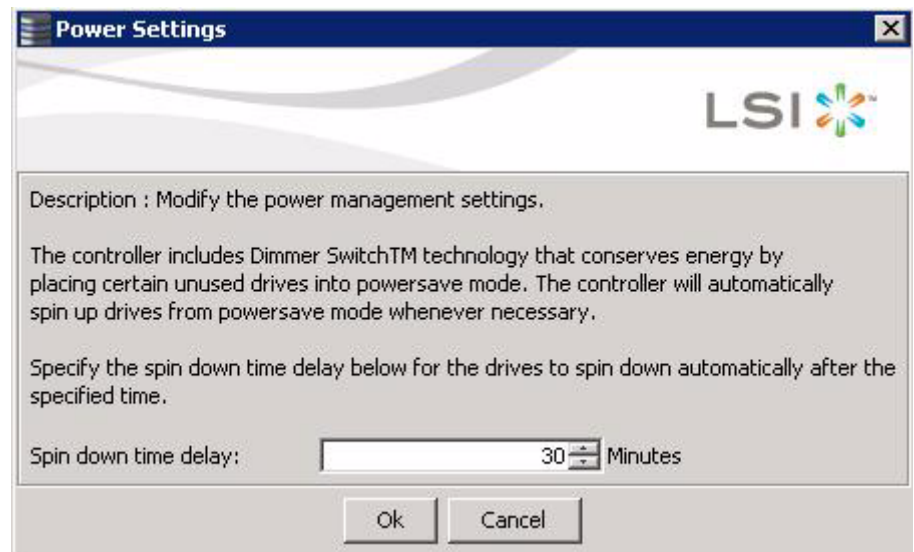 Power Settings
LSI
Description : Modify the power management settings.
The controller includes Dimmer SwitchTM technology that conserves energy by
placing certain unused drives into powersave mode. The controller will automatically
spin up drives from powersave mode whenever necessary.
Specify the spin down time delay below for the drives to spin down automatically after the
specified time.
Spin down time delay: 30 Minutes
Ok Cancel